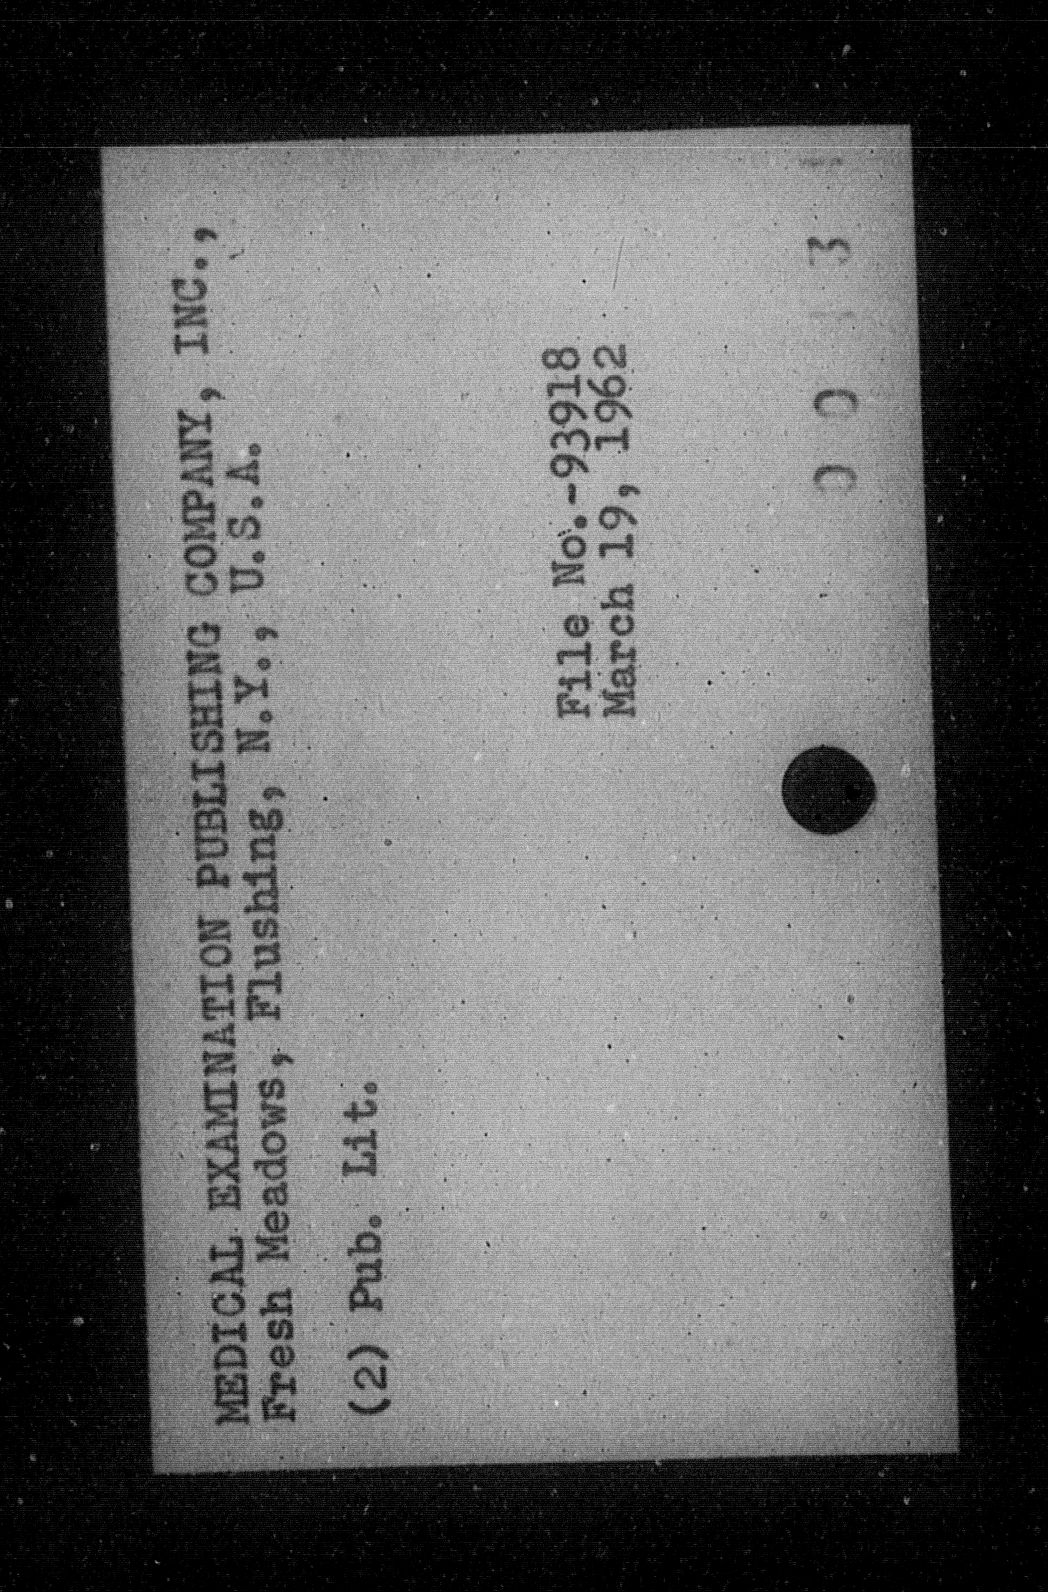 MEDICAL EXAMINATION PUBLISHING COMPANY, INC.,
Fresh Meadows, Flushing, N.Y., U.S.A.
(2) Pub. Lit.
File No.-93918
March 19, 1962